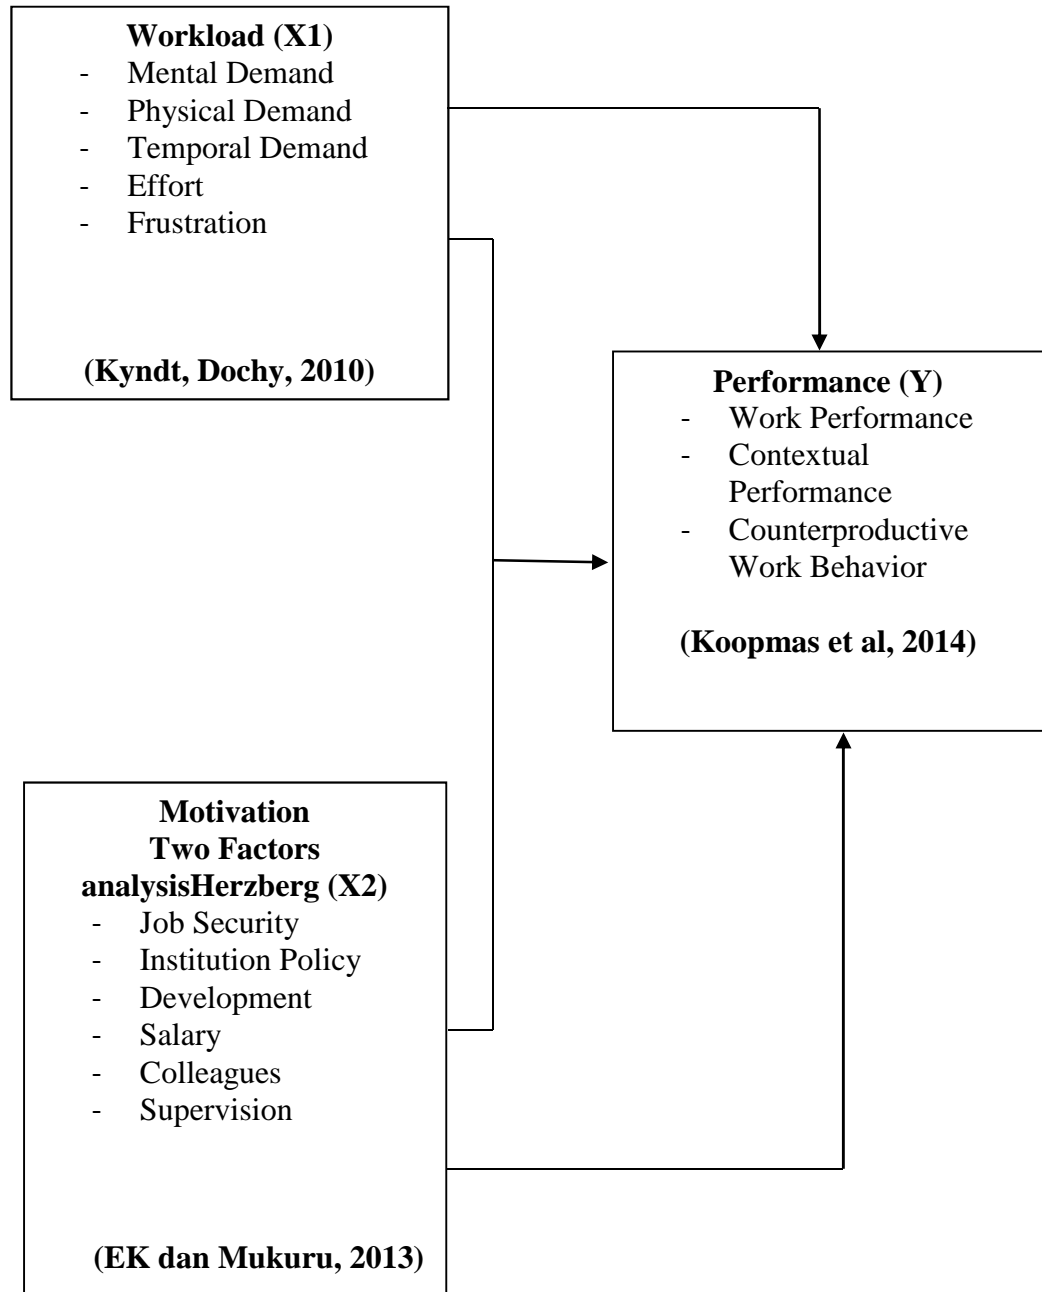 Workload (X1)
- Mental Demand
- Physical Demand
- Temporal Demand
- Effort
- Frustration
(Kyndt, Dochy, 2010)
Performance (Y)
- Work Performance
- Contextual
Performance
- Counterproductive
Work Behavior
(Koopmas et al, 2014)
Motivation
Two Factors
analysisHerzberg (X2)
- Job Security
- Institution Policy
- Development
- Salary
- Colleagues
- Supervision
(EK dan Mukuru, 2013)